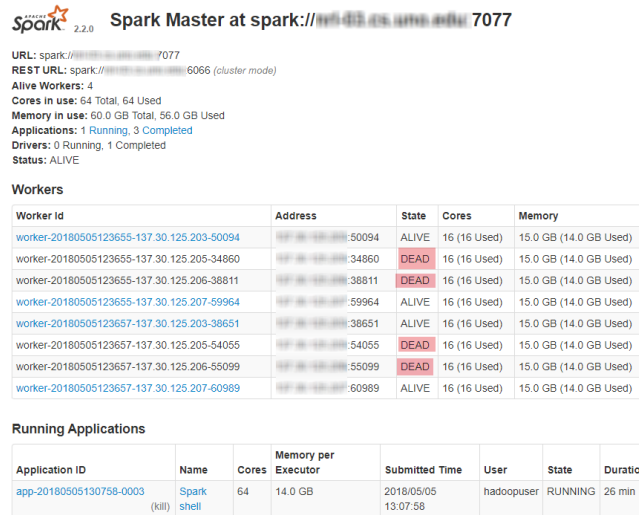 APACHE
Spark 2.2.0 Spark Master at spark:// :7077
URL: spark:// :7077
REST URL: spark:// :6066 (cluster mode)
Alive Workers: 4
Cores in use: 64 Total, 64 Used
Memory in use: 60.0 GB Total, 56.0 GB Used
Applications: 1 Running, 3 Completed
Drivers: 0 Running, 1 Completed
Status: ALIVE
Workers
Worker Id Address State Cores Memory
worker-20180505123655-137.30.125.203-50094 :50094 ALIVE 16 (16 Used) 15.0 GB (14.0 GB Used)
worker-20180505123655-137.30.125.205-34860 :34860 DEAD 16 (16 Used) 15.0 GB (14.0 GB Used)
worker-20180505123655-137.30.125.206-38811 :38811 DEAD 16 (16 Used) 15.0 GB (14.0 GB Used)
worker-20180505123655-137.30.125.207-59964 :59964 ALIVE 16 (16 Used) 15.0 GB (14.0 GB Used)
worker-20180505123657-137.30.125.203-38651 :38651 ALIVE 16 (16 Used) 15.0 GB (14.0 GB Used)
worker-20180505123657-137.30.125.205-54055 :54055 DEAD 16 (16 Used) 15.0 GB (14.0 GB Used)
worker-20180505123657-137.30.125.206-55099 :55099 DEAD 16 (16 Used) 15.0 GB (14.0 GB Used)
worker-20180505123657-137.30.125.207-60989 :60989 ALIVE 16 (16 Used) 15.0 GB (14.0 GB Used)
Running Applications
Application ID Name Cores Memory per Executor Submitted Time User State Duratio
app-20180505130758-0003 (kill) Spark shell 64 14.0 GB 2018/05/05 13:07:58 hadoopuser RUNNING 26 min